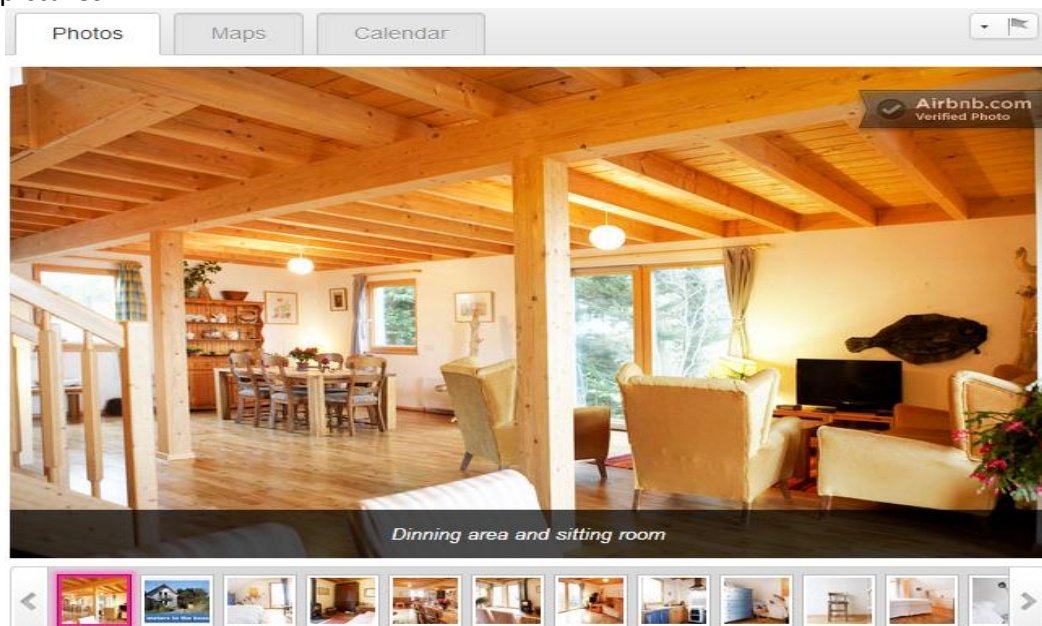 Photos Maps Calendar
Airbnb.com
Verified Photo
Dinning area and sitting room